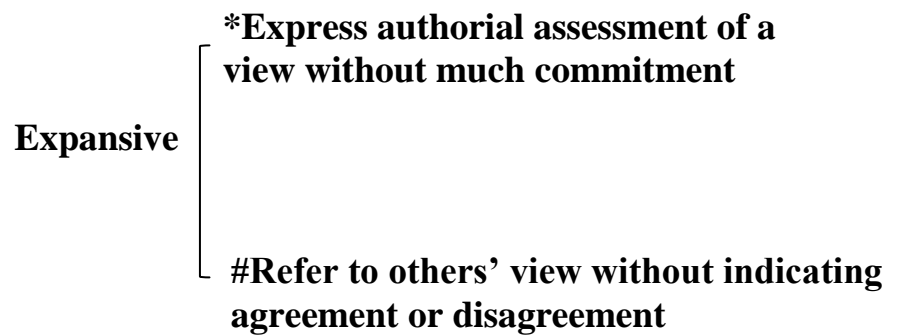 *Express authorial assessment of a
view without much commitment
Expansive
#Refer to others’ view without indicating
agreement or disagreement